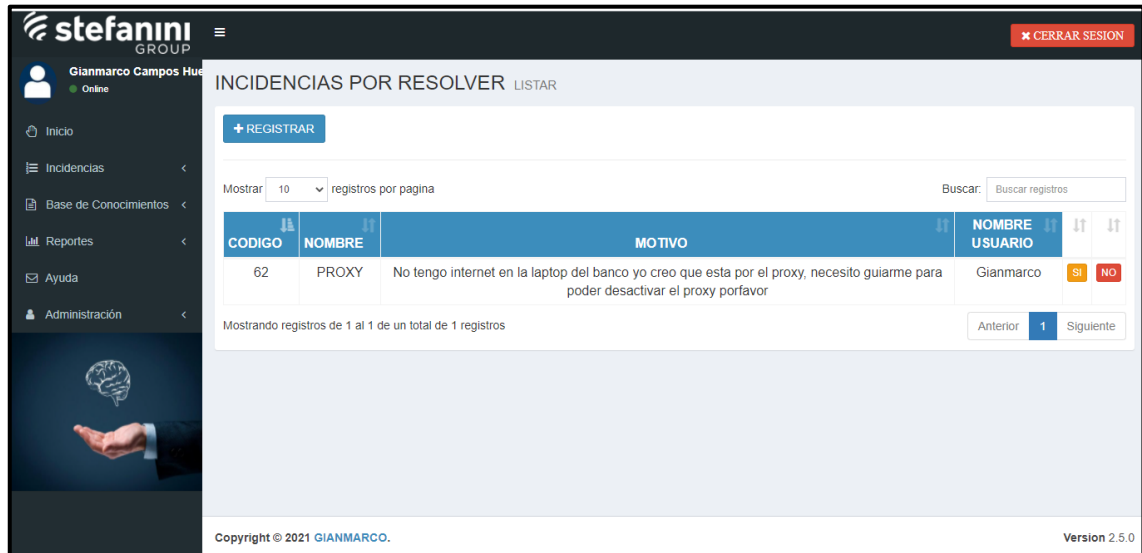 stefanini
GROUP
✖ CERRAR SESION
Gianmarco Campos Hue
Online
Inicio
Incidencias
Base de Conocimientos
Reportes
Ayuda
Administración
INCIDENCIAS POR RESOLVER LISTAR
+ REGISTRAR
Mostrar 10 registros por pagina
Buscar: Buscar registros
CODIGO NOMBRE MOTIVO NOMBRE USUARIO
62 PROXY No tengo internet en la laptop del banco yo creo que esta por el proxy, necesito guiarme para
poder desactivar el proxy porfavor
Gianmarco SI NO
Mostrando registros de 1 al 1 de un total de 1 registros
Anterior 1 Siguiente
Copyright © 2021 GIANMARCO.
Version 2.5.0